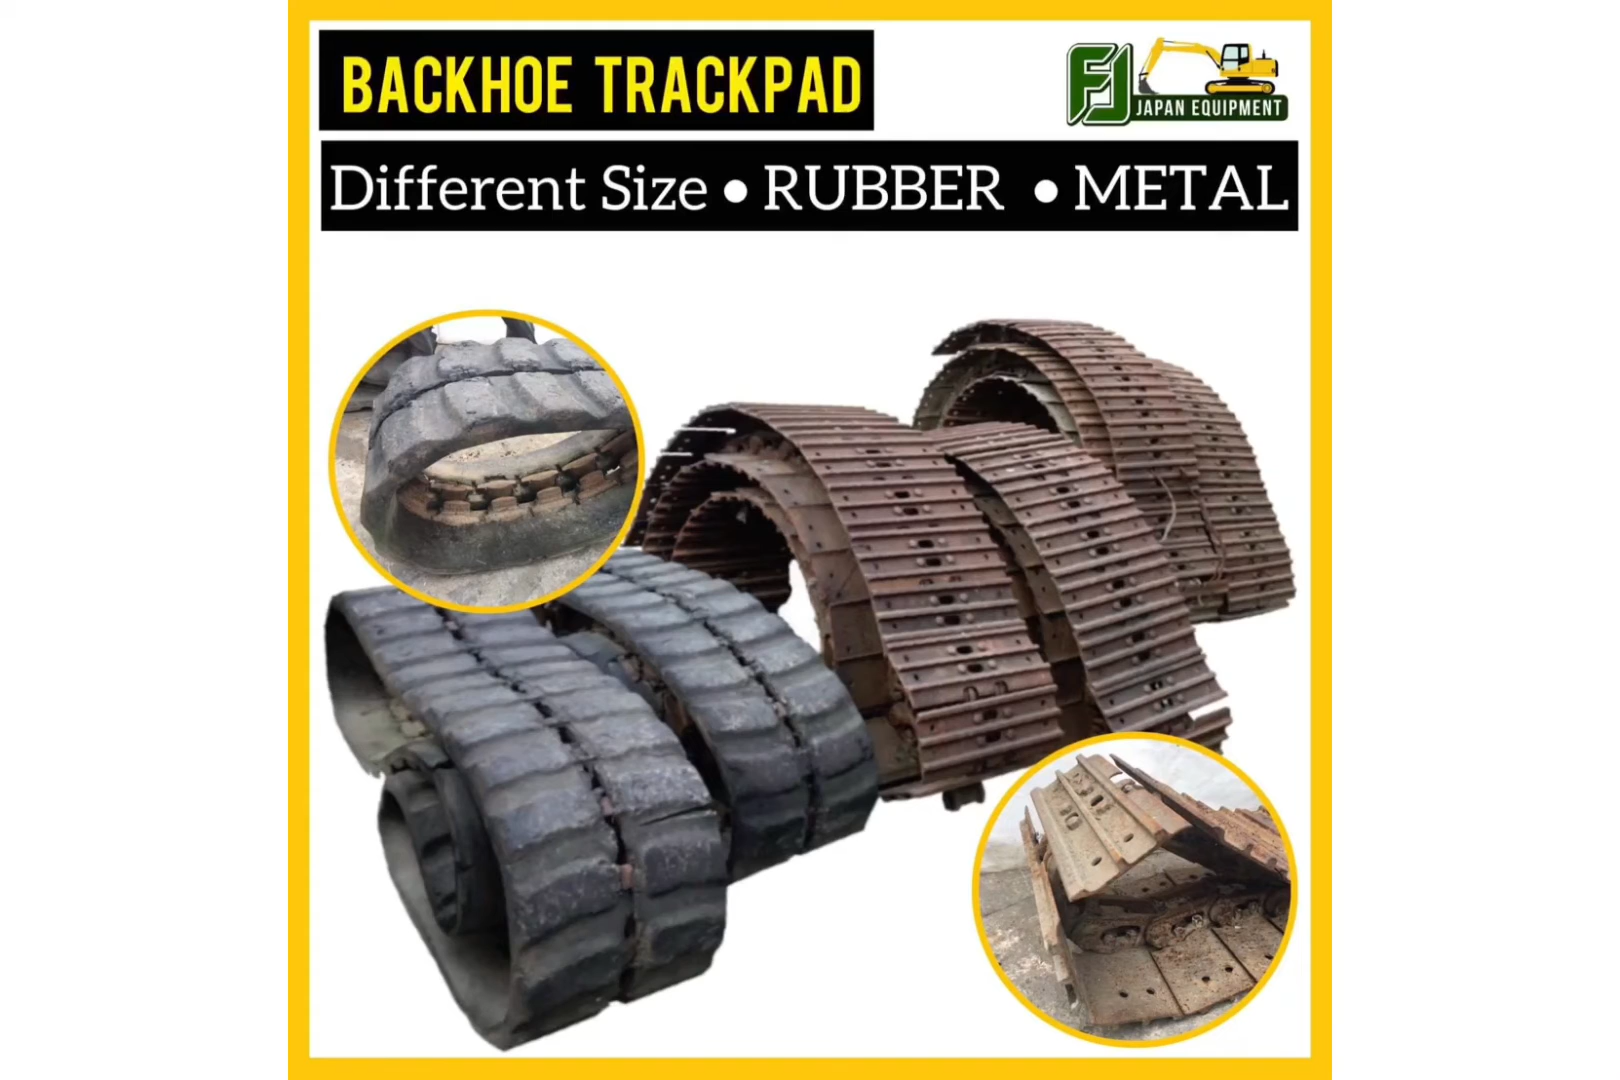 BACKHOE TRACKPAD
FJ
JAPAN EQUIPMENT
Different Size • RUBBER • METAL